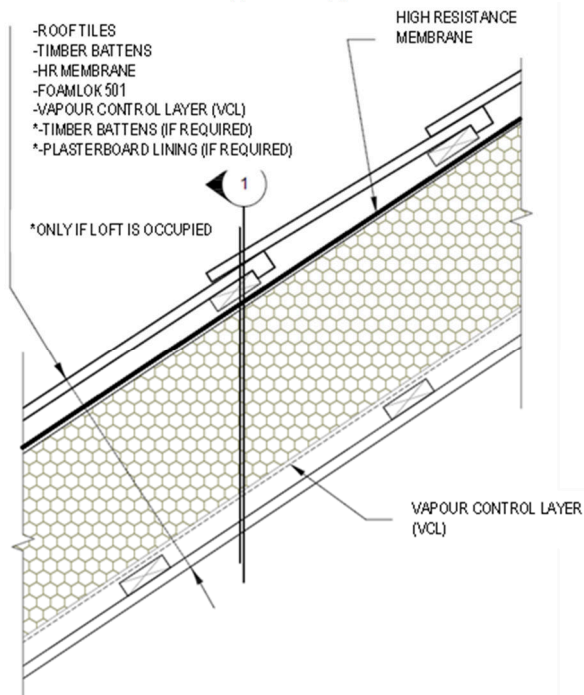 -ROOF TILES
-TIMBER BATTENS
-HR MEMBRANE
-FOAMLOK 501
-VAPOUR CONTROL LAYER (VCL)
*-TIMBER BATTENS (IF REQUIRED)
*-PLASTERBOARD LINING (IF REQUIRED)
*ONLY IF LOFT IS OCCUPIED
HIGH RESISTANCE
MEMBRANE
1
VAPOUR CONTROL LAYER
(VCL)